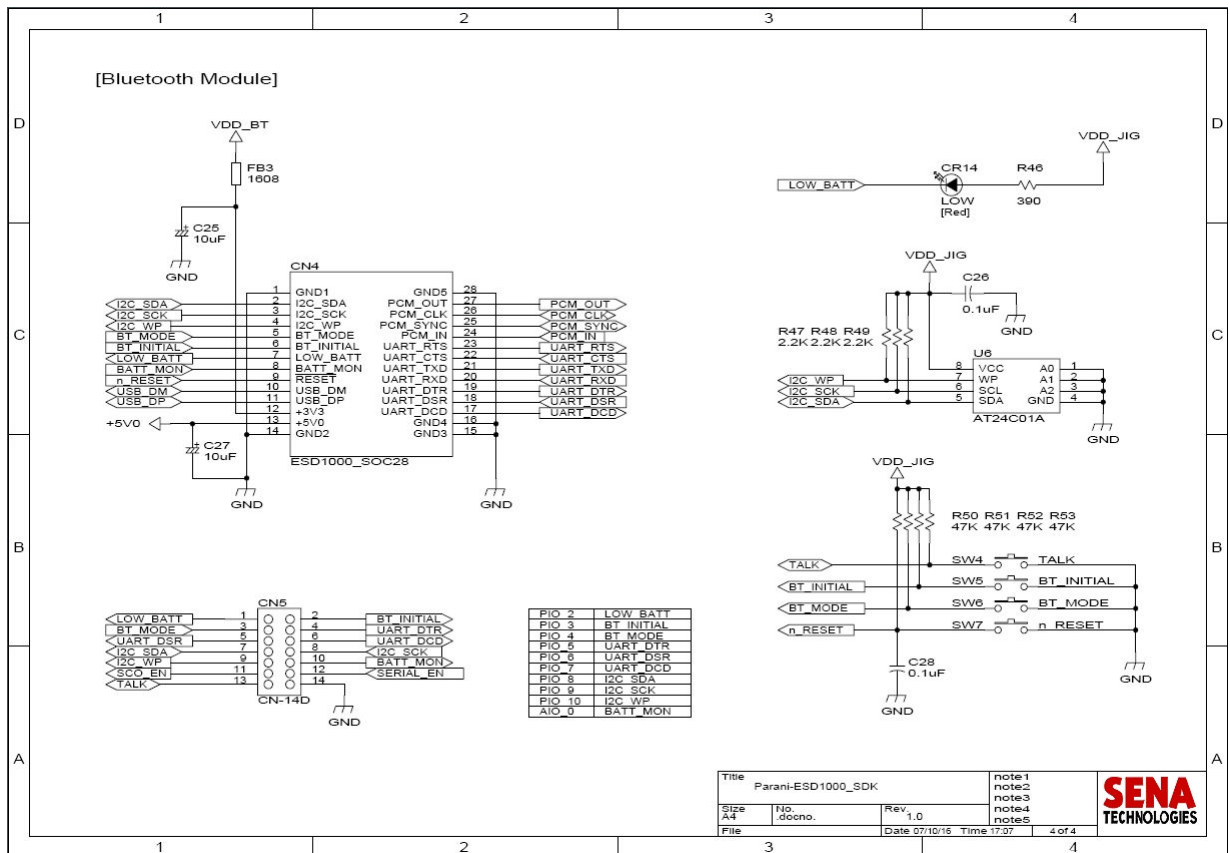 1 2 3 4
[Bluetooth Module]
D D
C C
B B
A A
VDD_BT
FB3
1608
C25
10uF
GND
CN4
I2C_SDA 1 GND1 GND5 28
I2C_SCK 2 I2C_SDA PCM_OUT 27 PCM_OUT
I2C_WP 3 I2C_SCK PCM_CLK 26 PCM_CLK
BT_MODE 4 I2C_WP PCM_SYNC 25 PCM_SYNC
BT_INITIAL 5 BT_MODE PCM_IN 24 PCM_IN
LOW_BATT 6 BT_INITIAL UART_RTS 23 UART_RTS
BATT_MON 7 LOW_BATT UART_CTS 22 UART_CTS
n_RESET 8 BATT_MON UART_TXD 21 UART_TXD
USB_DM 9 RESET UART_RXD 20 UART_RXD
USB_DP 10 USB_DM UART_DTR 19 UART_DTR
11 USB_DP UART_DSR 18 UART_DSR
12 +3V3 UART_DCD 17 UART_DCD
+5V0 13 +5V0 GND4 16
14 GND2 GND3 15
C27
10uF
ESD1000_SOC28
GND
GND
VDD_JIG
LOW_BATT
CR14
LOW
[Red]
R46
390
VDD_JIG
C26
0.1uF
GND
R47 R48 R49
2.2K 2.2K 2.2K
U6
8 VCC A0 1
I2C_WP 7 WP A1 2
I2C_SCK 6 SCL A2 3
I2C_SDA 5 SDA GND 4
AT24C01A
GND
VDD_JIG
R50 R51 R52 R53
47K 47K 47K 47K
TALK SW4 TALK
BT_INITIAL SW5 BT_INITIAL
BT_MODE SW6 BT_MODE
n_RESET SW7 n_RESET
C28
0.1uF
GND
GND
CN5
LOW_BATT 1 2 BT_INITIAL
BT_MODE 3 4 UART_DTR
UART_DSR 5 6 UART_DCD
I2C_SDA 7 8 I2C_SCK
I2C_WP 9 10 BATT_MON
SCO_EN 11 12 SERIAL_EN
TALK 13 14
CN-14D
GND
PIO_2 LOW_BATT
PIO_3 BT_INITIAL
PIO_4 BT_MODE
PIO_5 UART_DTR
PIO_6 UART_DSR
PIO_7 UART_DCD
PIO_8 I2C_SDA
PIO_9 I2C_SCK
PIO_10 I2C_WP
AIO_0 BATT_MON
Title
Parani-ESD1000_SDK
note1
note2
note3
note4
note5
Size
A4
No.
.docno.
Rev.
1.0
File
Date 07/10/16 Time 17:07
4 of 4
SENA
TECHNOLOGIES
1 2 3 4